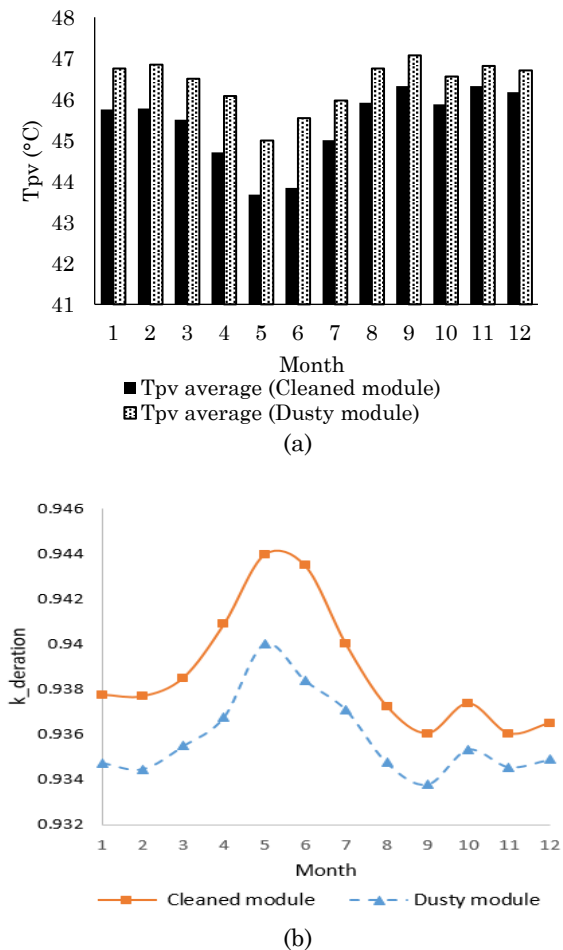 48
47
46
45
44
43
42
41
Tpv (°C)
1 2 3 4 5 6 7 8 9 10 11 12
Month
Tpv average (Cleaned module)
Tpv average (Dusty module)
(a)
0.946
0.944
0.942
0.94
0.938
0.936
0.934
0.932
k_deration
1 2 3 4 5 6 7 8 9 10 11 12
Month
Cleaned module Dusty module
(b)